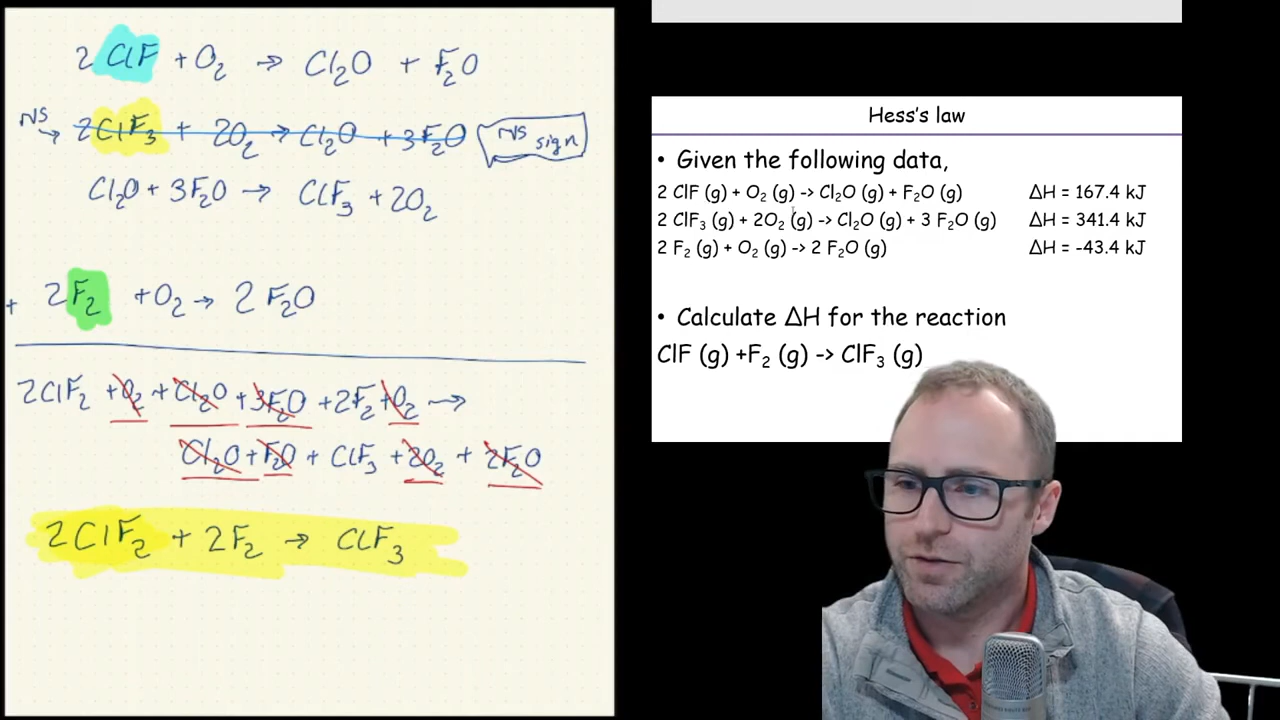 2 ClF + O₂ → Cl₂O + F₂O
NS → 2ClF₃ + 2O₂ → Cl₂O + 3F₂O NS sign
Cl₂O + 3F₂O → ClF₃ + 2O₂
+ 2F₂ + O₂ → 2 F₂O
2ClF₂ + O₂ + Cl₂O + 3F₂O + 2F₂ + O₂ →
Cl₂O + F₂O + ClF₃ + 2O₂ + 2F₂O
2ClF₂ + 2F₂ → ClF₃
Hess's law
• Given the following data,
2 ClF (g) + O₂ (g) -> Cl₂O (g) + F₂O (g) ΔH = 167.4 kJ
2 ClF₃ (g) + 2O₂ (g) -> Cl₂O (g) + 3 F₂O (g) ΔH = 341.4 kJ
2 F₂ (g) + O₂ (g) -> 2 F₂O (g) ΔH = -43.4 kJ
• Calculate ΔH for the reaction
ClF (g) +F₂ (g) -> ClF₃ (g)